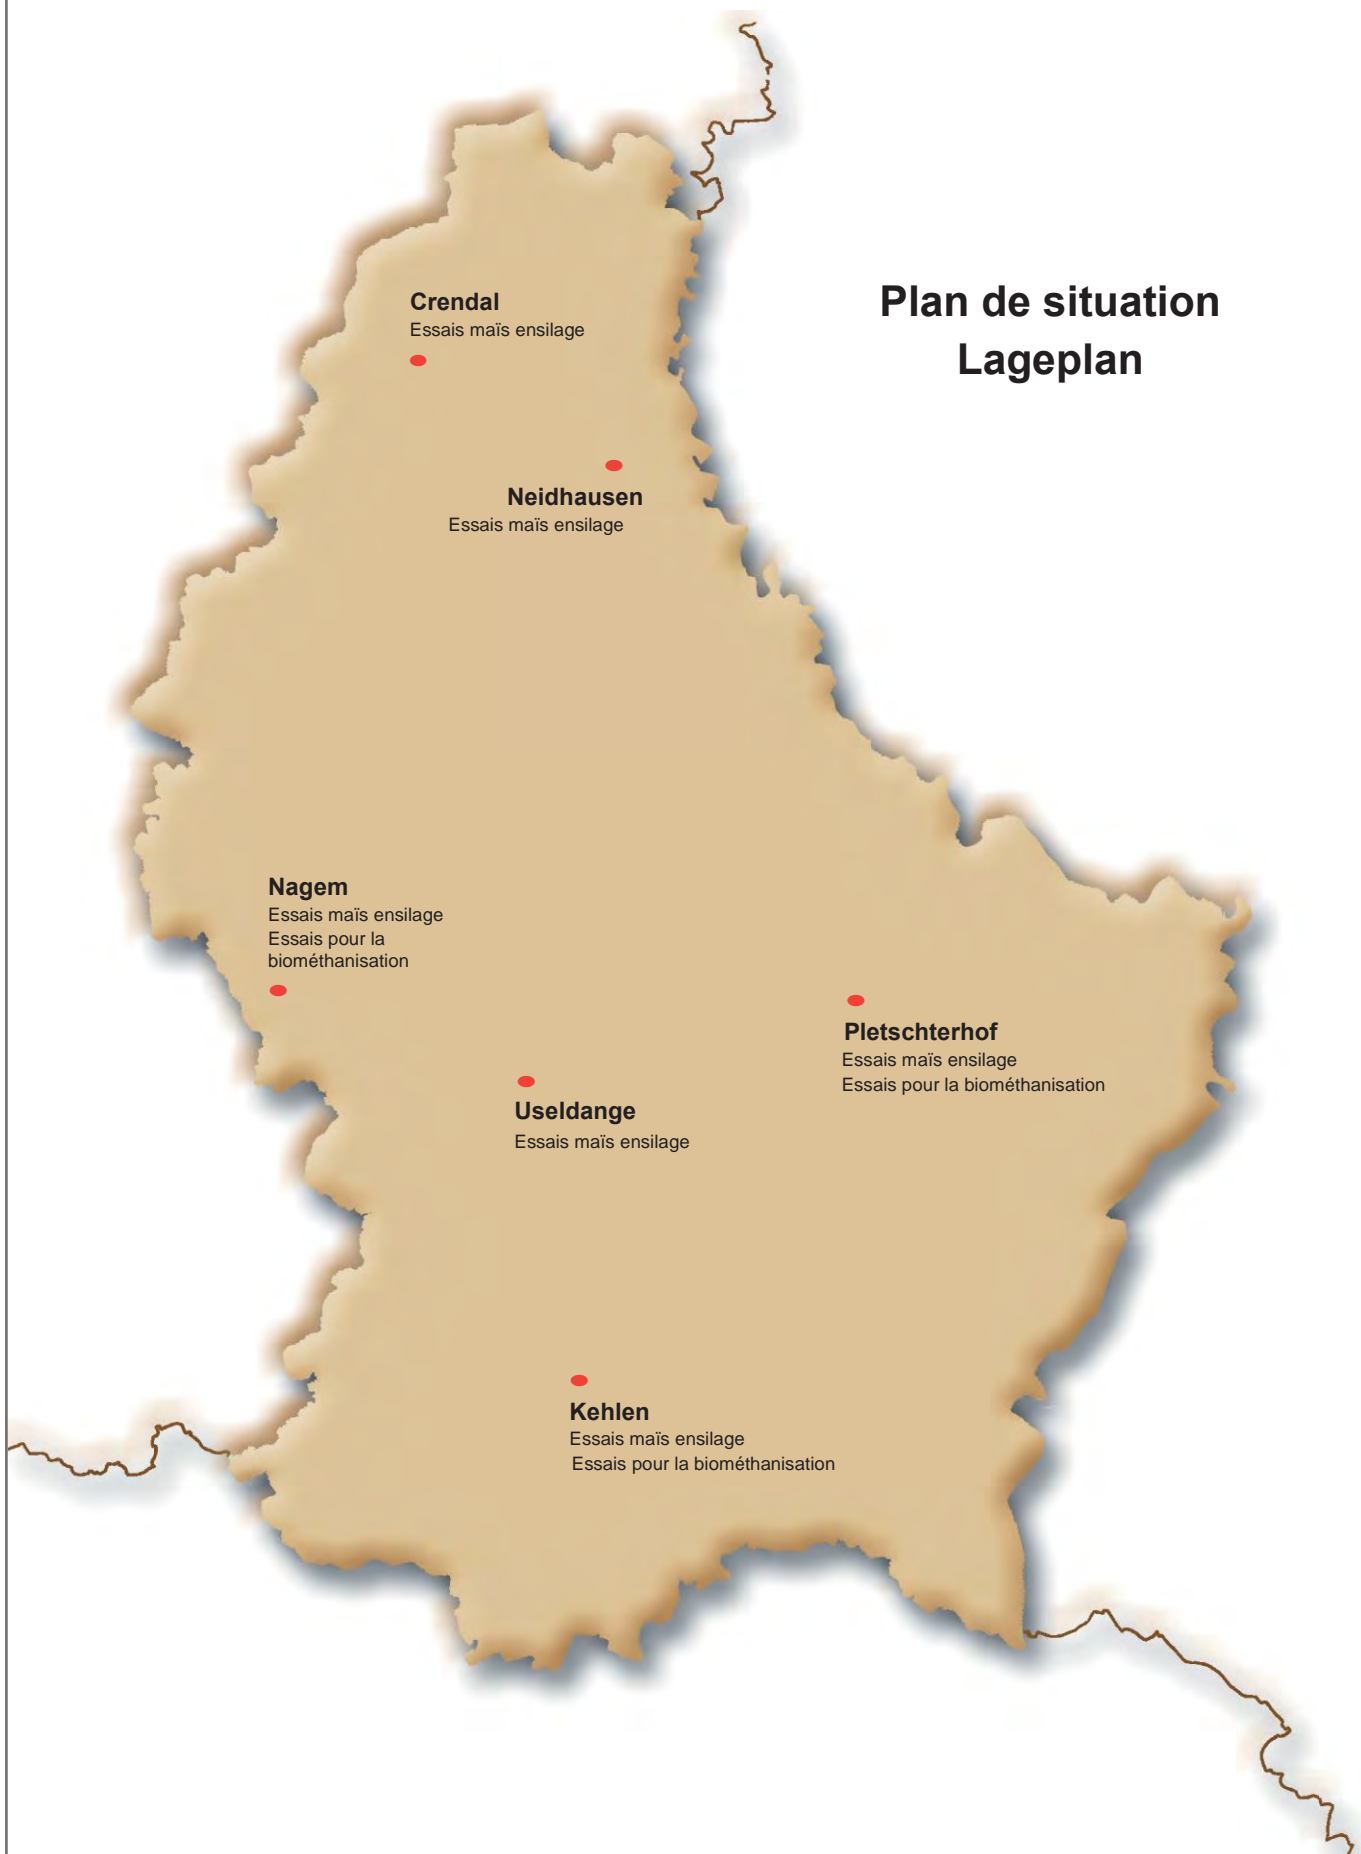 Plan de situation
Lageplan
Crendal
Essais maïs ensilage
Neidhausen
Essais maïs ensilage
Nagem
Essais maïs ensilage
Essais pour la
biométhanisation
Pletschterhof
Essais maïs ensilage
Essais pour la biométhanisation
Useldange
Essais maïs ensilage
Kehlen
Essais maïs ensilage
Essais pour la biométhanisation